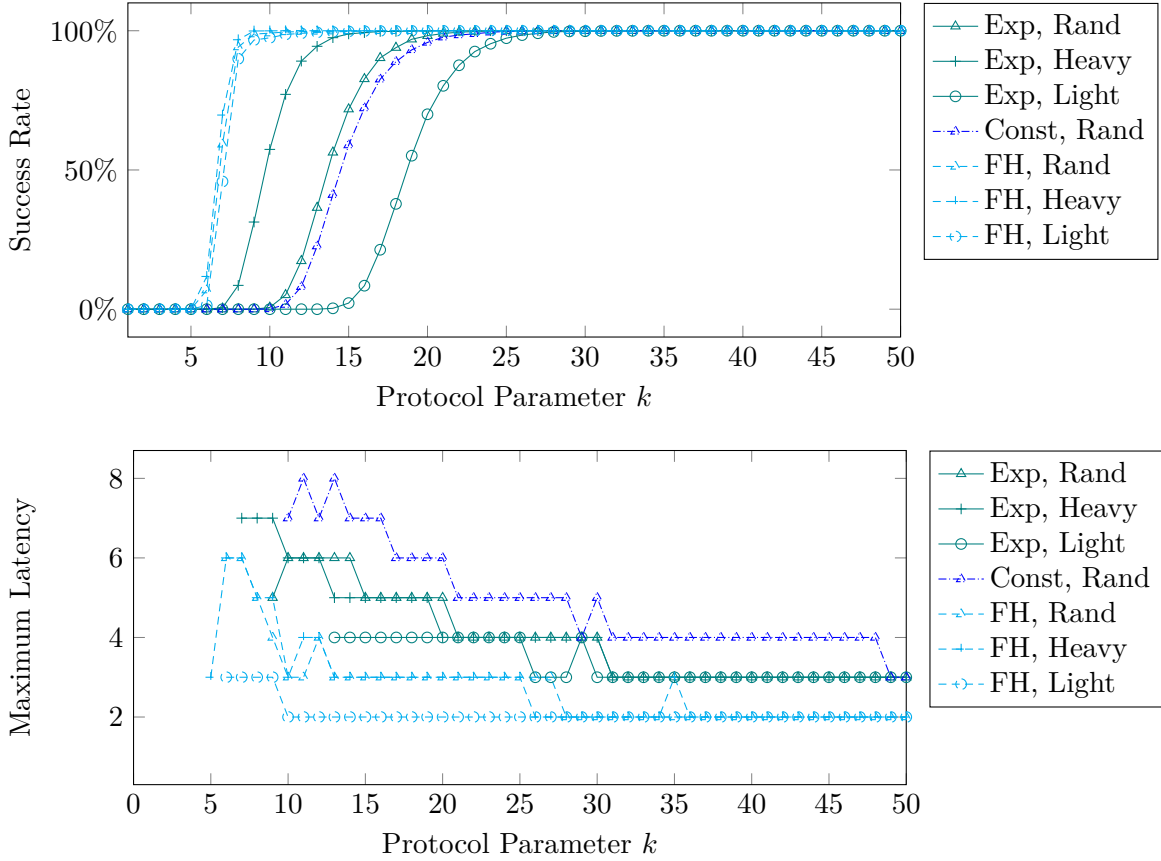 100%
50%
0%
Success Rate
5 10 15 20 25 30 35 40 45 50
Protocol Parameter k
Exp, Rand
Exp, Heavy
Exp, Light
Const, Rand
FH, Rand
FH, Heavy
FH, Light
8
6
4
2
Maximum Latency
0 5 10 15 20 25 30 35 40 45 50
Protocol Parameter k
Exp, Rand
Exp, Heavy
Exp, Light
Const, Rand
FH, Rand
FH, Heavy
FH, Light